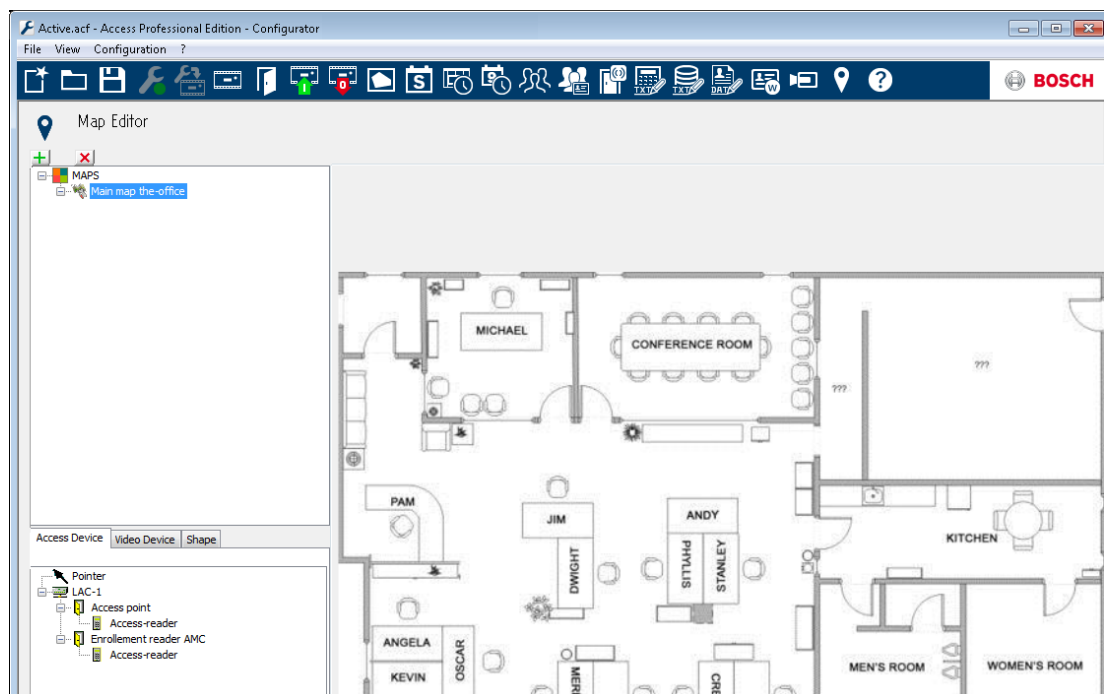 Active.acf - Access Professional Edition - Configurator
File View Configuration ?
S
TXT
TXT
DAT
W
BOSCH
Map Editor
MAPS
Main map the-office
MICHAEL
CONFERENCE ROOM
???
???
PAM
JIM
ANDY
DWIGHT
PHYLLIS
STANLEY
KITCHEN
Access Device Video Device Shape
Pointer
LAC-1
Access point
Access-reader
Enrollement reader AMC
Access-reader
ANGELA
OSCAR
KEVIN
MEN'S ROOM
WOMEN'S ROOM